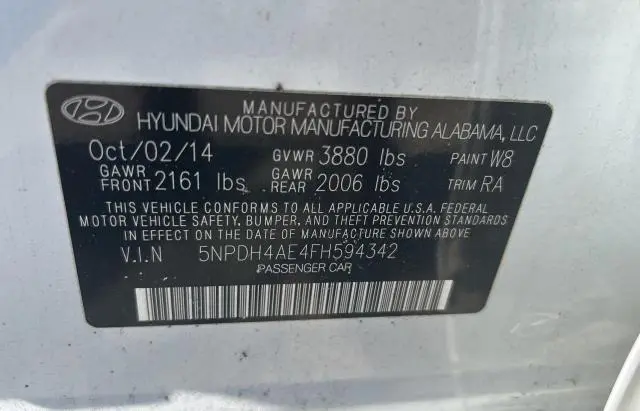 MANUFACTURED BY
HYUNDAI MOTOR MANUFACTURING ALABAMA, LLC
Oct/02/14 GVWR 3880 lbs PAINT W8
GAWR FRONT 2161 lbs GAWR REAR 2006 lbs TRIM RA
THIS VEHICLE CONFORMS TO ALL APPLICABLE U.S.A. FEDERAL
MOTOR VEHICLE SAFETY, BUMPER, AND THEFT PREVENTION STANDARDS
IN EFFECT ON THE DATE OF MANUFACTURE SHOWN ABOVE
V.I.N 5NPDH4AE4FH594342
PASSENGER CAR